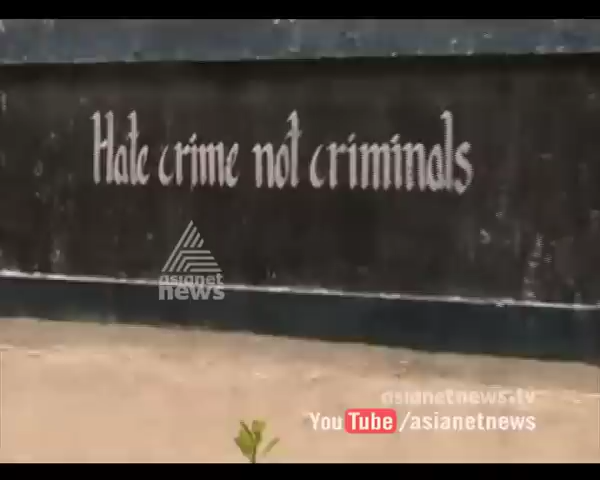 Hate crime not criminals
asianet
news
asianetnews.tv
YouTube/asianetnews